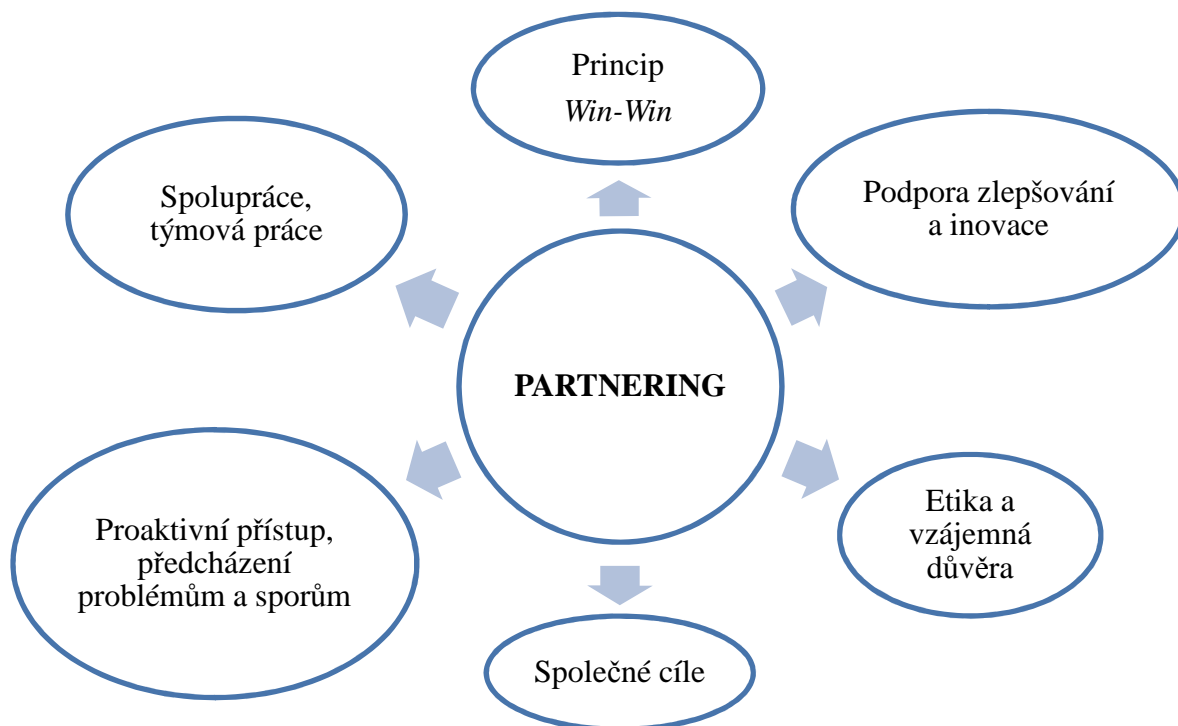 Princip
Win-Win
Spolupráce,
týmová práce
Podpora zlepšování
a inovace
PARTNERING
Proaktivní přístup,
předcházení
problémům a sporům
Etika a
vzájemná
důvěra
Společné cíle